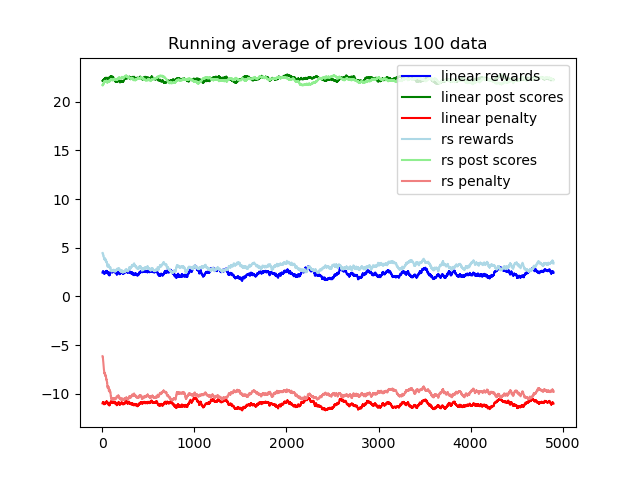 Running average of previous 100 data
20
15
10
5
0
−5
−10
linear rewards
linear post scores
linear penalty
rs rewards
rs post scores
rs penalty
0 1000 2000 3000 4000 5000